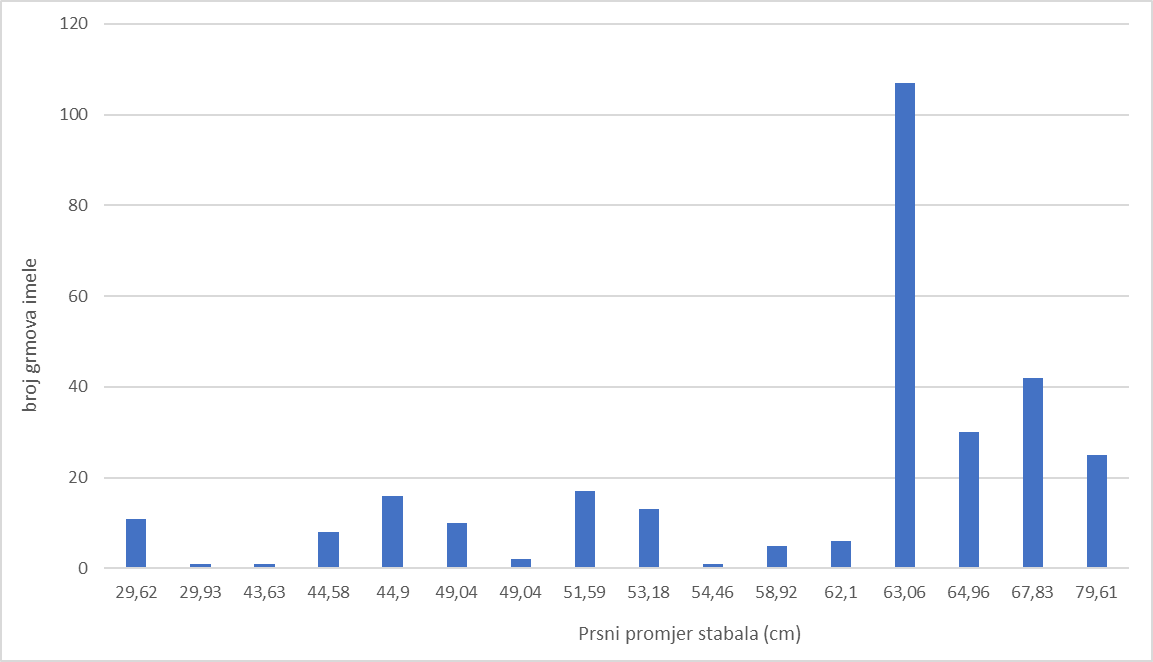 120
100
80
60
40
20
0
broj grmova imele
29,62 29,93 43,63 44,58 44,9 49,04 49,04 51,59 53,18 54,46 58,92 62,1 63,06 64,96 67,83 79,61
Prsni promjer stabala (cm)